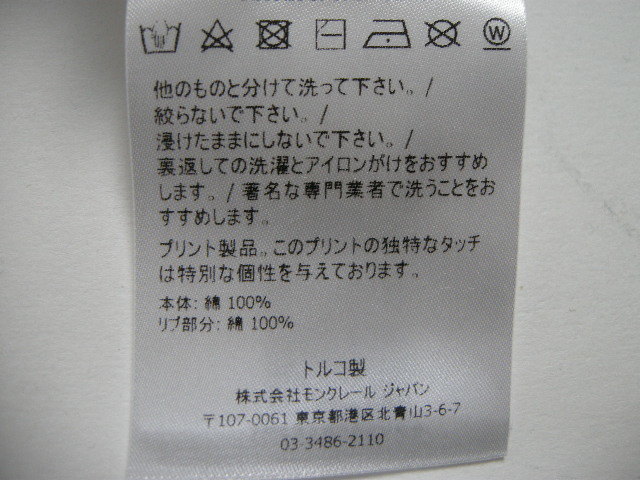 W
他のものと分けて洗って下さい。/
絞らないで下さい。/
浸けたままにしないで下さい。/
裏返しての洗濯とアイロンがけをおすすめ
します。/ 著名な専門業者で洗うことをお
すすめします。
プリント製品。このプリントの独特なタッチ
は特別な個性を与えております。
本体: 綿 100%
リブ部分: 綿 100%
トルコ製
株式会社モンクレール ジャパン
〒107-0061 東京都港区北青山3-6-7
03 3486-2110